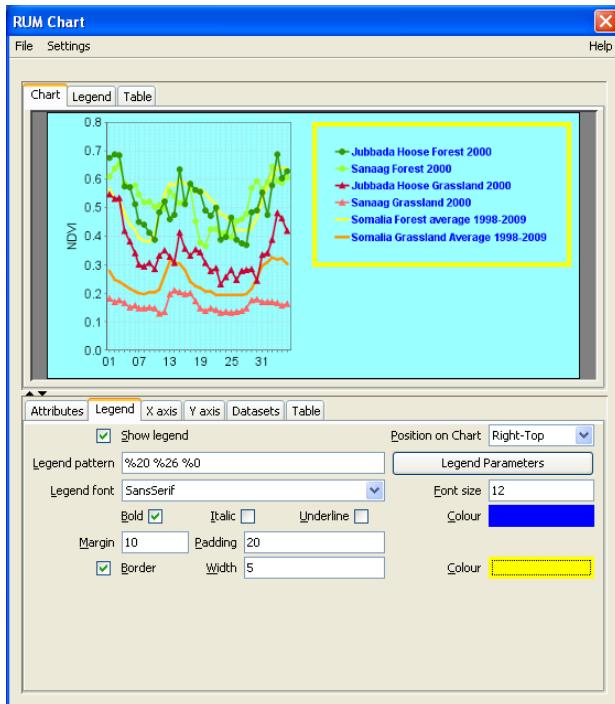 RUM Chart
File Settings Help
Chart Legend Table
0.8
0.7
0.6
0.5
0.4
0.3
0.2
0.1
0.0
NDVI
01 07 13 19 25 31
Jubbada Hoose Forest 2000
Sanaag Forest 2000
Jubbada Hoose Grassland 2000
Sanaag Grassland 2000
Somalia Forest average 1998-2009
Somalia Grassland Average 1998-2009
Attributes Legend X axis Y axis Datasets Table
Show legend Position on Chart Right-Top
Legend pattern %20 %26 %0 Legend Parameters
Legend font SansSerif Font size 12
Bold Italic Underline Colour
Margin 10 Padding 20
Border Width 5 Colour